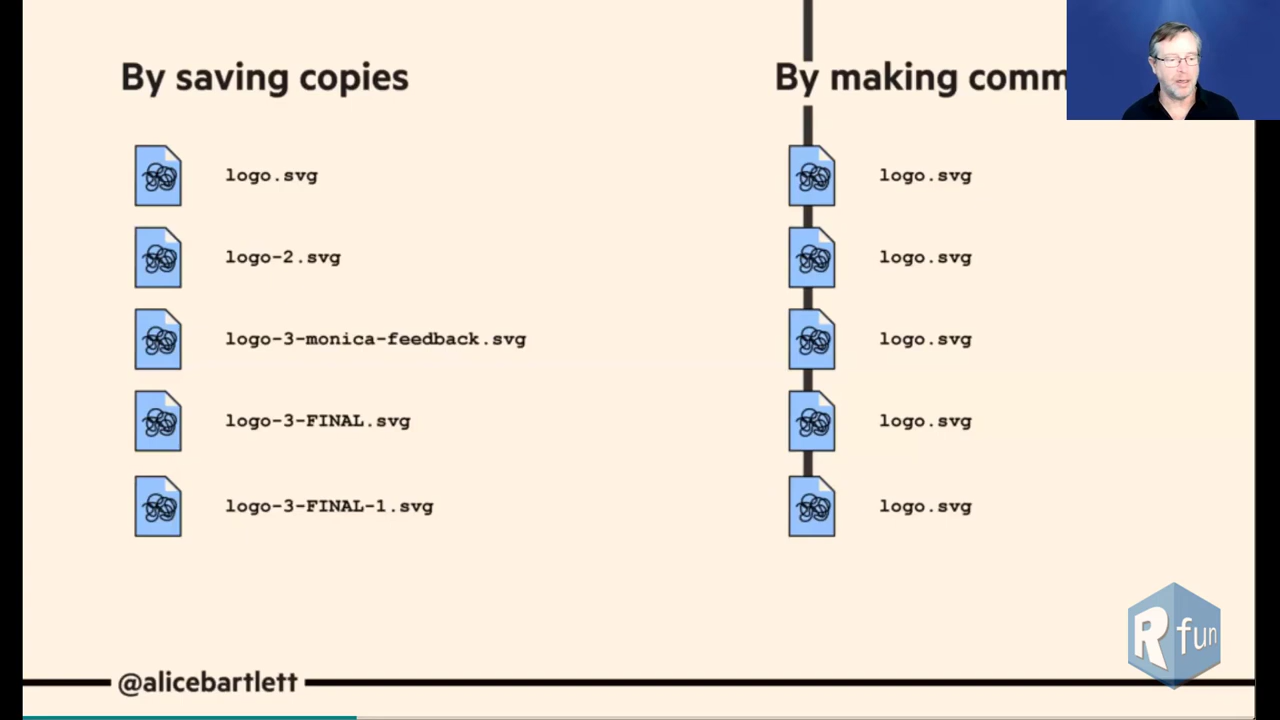 By saving copies
logo.svg
logo-2.svg
logo-3-monica-feedback.svg
logo-3-FINAL.svg
logo-3-FINAL-1.svg
By making comm
logo.svg
logo.svg
logo.svg
logo.svg
logo.svg
R fun
@alicebartlett